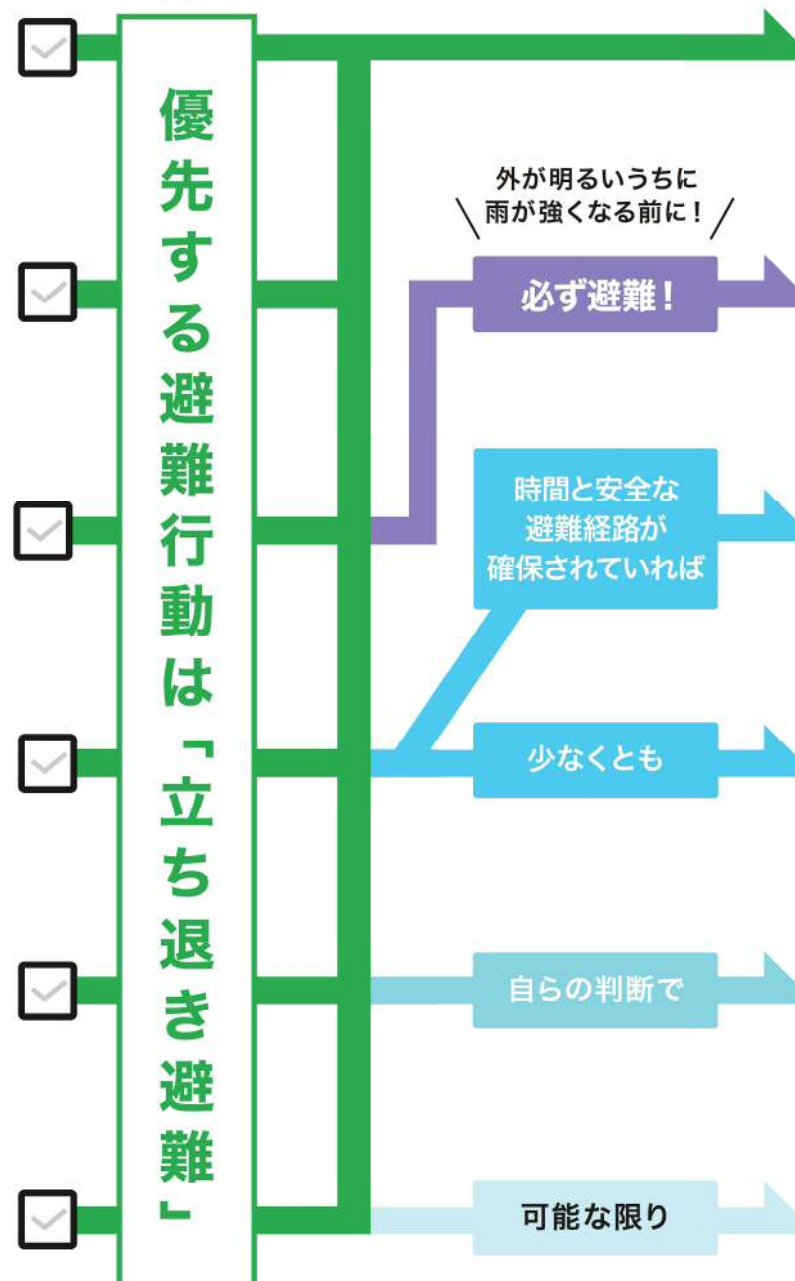 優先する避難行動は「立ち退き避難」
外が明るいうちに
雨が強くなる前に！
必ず避難！
時間と安全な
避難経路が
確保されていれば
少なくとも
自らの判断で
可能な限り